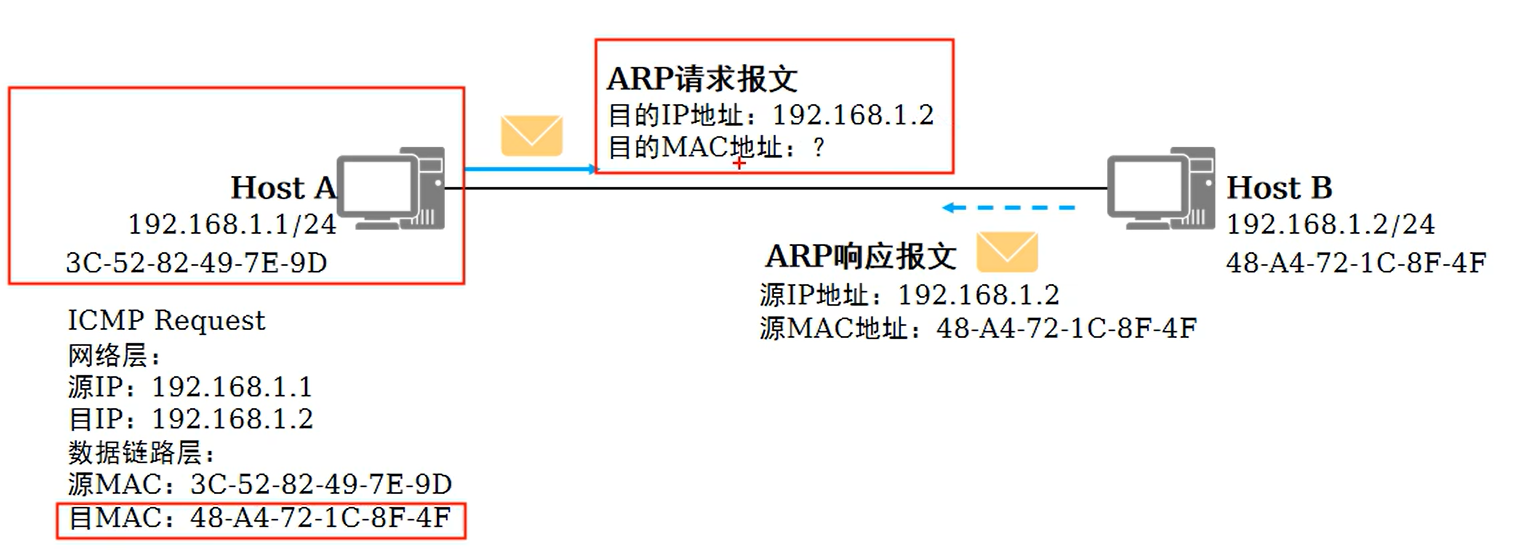 ARP请求报文
目的IP地址：192.168.1.2
目的MAC地址：？
Host A
192.168.1.1/24
3C-52-82-49-7E-9D
Host B
192.168.1.2/24
48-A4-72-1C-8F-4F
ARP响应报文
源IP地址：192.168.1.2
源MAC地址：48-A4-72-1C-8F-4F
ICMP Request
网络层：
源IP：192.168.1.1
目IP：192.168.1.2
数据链路层：
源MAC：3C-52-82-49-7E-9D
目MAC：48-A4-72-1C-8F-4F